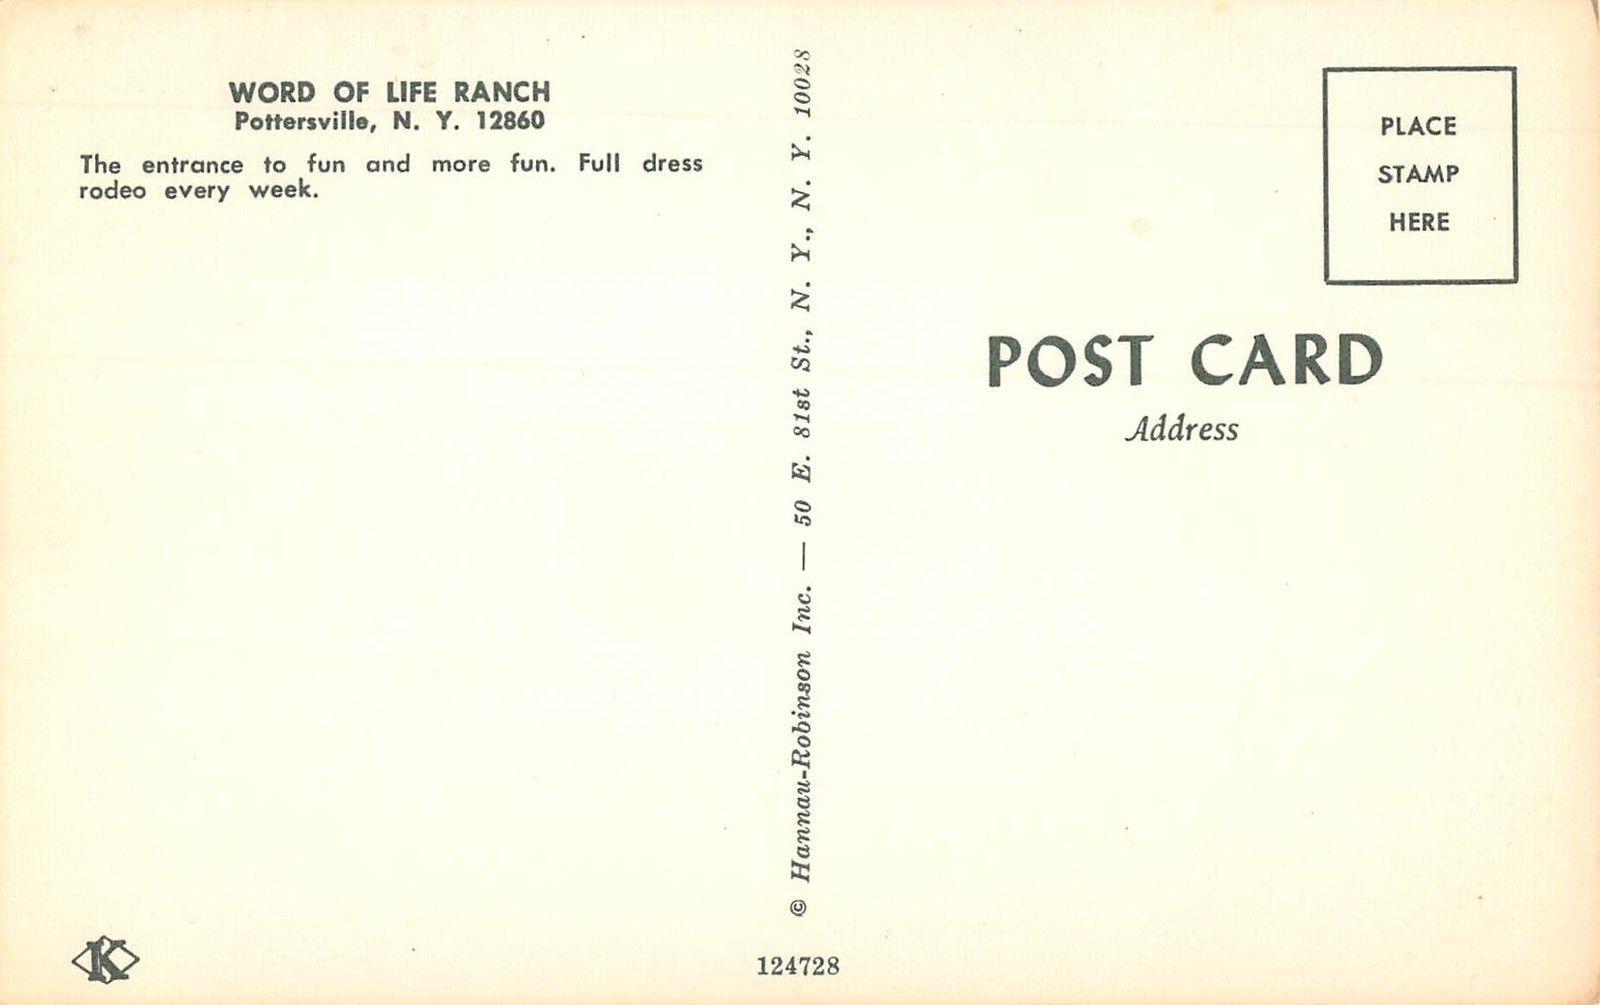 WORD OF LIFE RANCH
Pottersville, N. Y. 12860
The entrance to fun and more fun. Full dress
rodeo every week.
© Hannau-Robinson Inc. — 50 E. 81st St., N. Y., N. Y. 10028
PLACE
STAMP
HERE
POST CARD
Address
K
124728